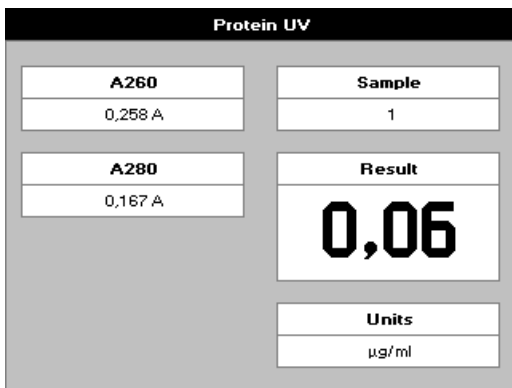 Protein UV
A260
0,258 A
A280
0,167 A
Sample
1
Result
0,06
Units
µg/ml